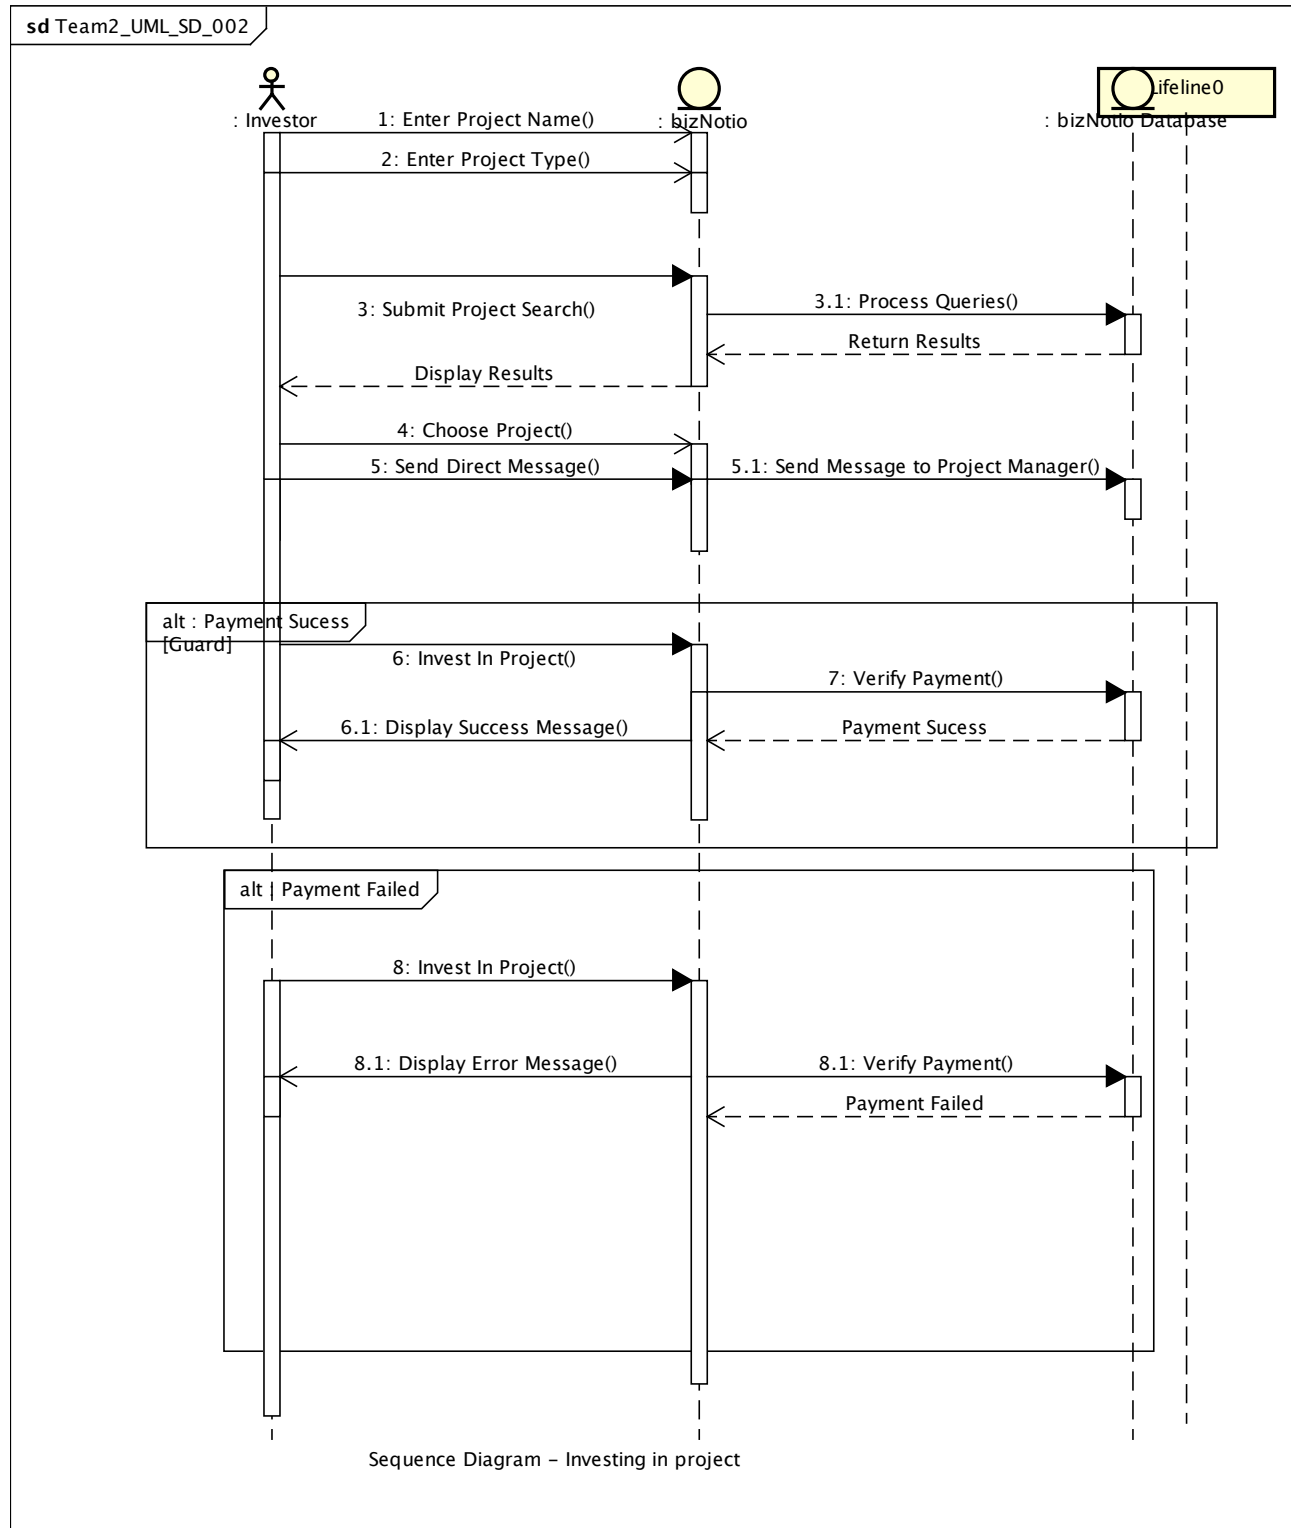 sd Team2_UML_SD_002
Lifeline0
: Investor
: bizNotio
: bizNotio Database
1: Enter Project Name()
2: Enter Project Type()
3: Submit Project Search()
3.1: Process Queries()
Return Results
Display Results
4: Choose Project()
5: Send Direct Message()
5.1: Send Message to Project Manager()
alt : Payment Sucess
[Guard]
6: Invest In Project()
7: Verify Payment()
6.1: Display Success Message()
Payment Sucess
alt : Payment Failed
8: Invest In Project()
8.1: Display Error Message()
8.1: Verify Payment()
Payment Failed
Sequence Diagram – Investing in project